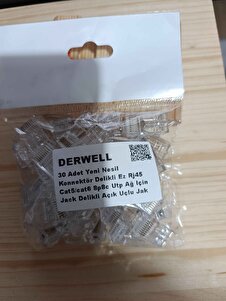 DERWELL
30 Adet Yeni Nesil
Konnektör Delikli Ez Rj45
Cat5/cat6 8p8c Utp Ağ İçin
Jack Delikli Açık Uçlu Jak